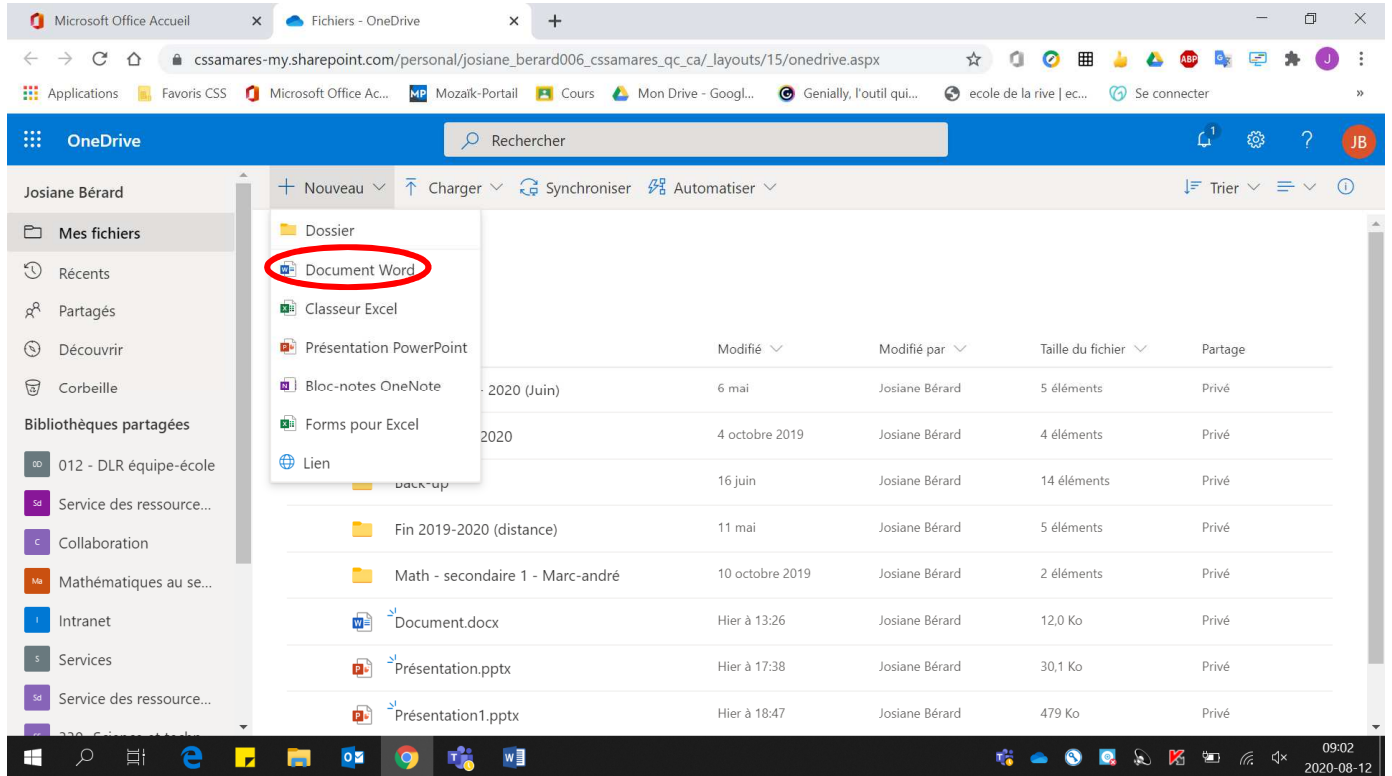 Microsoft Office Accueil
Fichiers - OneDrive
cssamares-my.sharepoint.com/personal/josiane_berard006_cssamares_qc_ca/_layouts/15/onedrive.aspx
ABP
J
Applications
Favoris CSS
Microsoft Office Ac...
MP Mozaïk-Portail
Cours
Mon Drive - Googl...
Genially, l'outil qui...
ecole de la rive | ec...
Se connecter
»
OneDrive
Rechercher
1
?
JB
Josiane Bérard
Nouveau
Charger
Synchroniser
Automatiser
Trier
Mes fichiers
Récents
Partagés
Découvrir
Corbeille
Bibliothèques partagées
012 - DLR équipe-école
Sd Service des ressource...
C Collaboration
Ma Mathématiques au se...
I Intranet
S Services
Sd Service des ressource...
Dossier
Document Word
Classeur Excel
Présentation PowerPoint
Bloc-notes OneNote
Forms pour Excel
Lien
Modifié
Modifié par
Taille du fichier
Partage
- 2020 (Juin) 6 mai Josiane Bérard 5 éléments Privé
2020 4 octobre 2019 Josiane Bérard 4 éléments Privé
Back-up 16 juin Josiane Bérard 14 éléments Privé
Fin 2019-2020 (distance) 11 mai Josiane Bérard 5 éléments Privé
Math - secondaire 1 - Marc-andré 10 octobre 2019 Josiane Bérard 2 éléments Privé
Document.docx Hier à 13:26 Josiane Bérard 12,0 Ko Privé
Présentation.pptx Hier à 17:38 Josiane Bérard 30,1 Ko Privé
Présentation1.pptx Hier à 18:47 Josiane Bérard 479 Ko Privé
09:02
2020-08-12